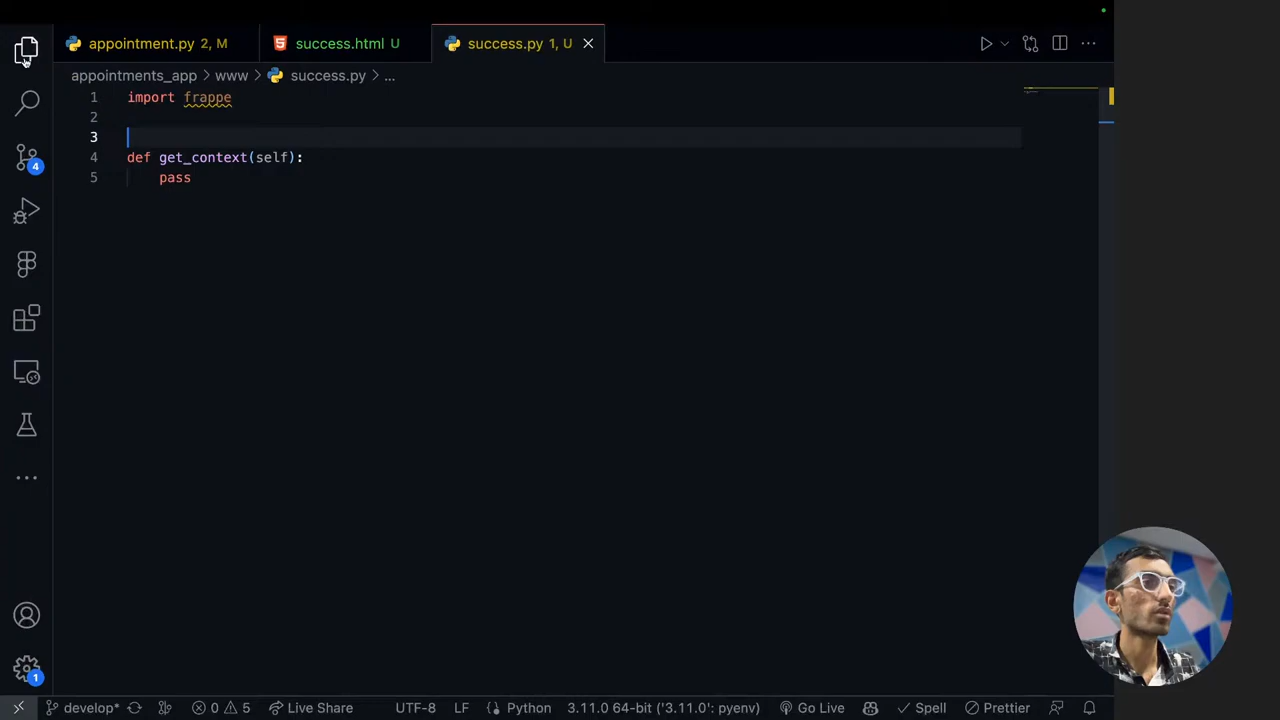 appointment.py 2, M
success.html U
success.py 1, U
appointments_app > www > success.py > ...
1 import frappe
2
3
4 def get_context(self):
5 pass
4
1
develop* 0 5 Live Share UTF-8 LF Python 3.11.0 64-bit ('3.11.0': pyenv) Go Live Spell Prettier